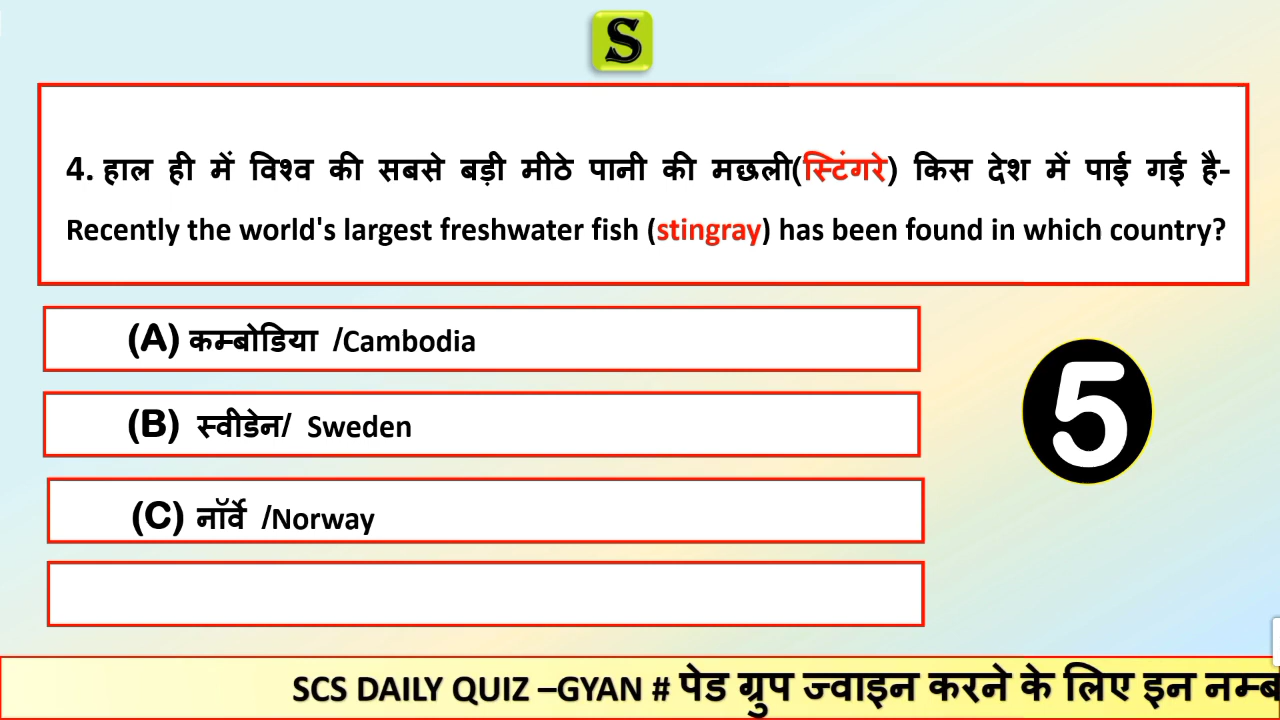 S
4. हाल ही में विश्व की सबसे बड़ी मीठे पानी की मछली(स्टिंगरे) किस देश में पाई गई है-
Recently the world's largest freshwater fish (stingray) has been found in which country?
(A) कम्बोडिया /Cambodia
(B) स्वीडेन/ Sweden
5
(C) नॉर्वे /Norway
SCS DAILY QUIZ –GYAN # पेड ग्रुप ज्वाइन करने के लिए इन